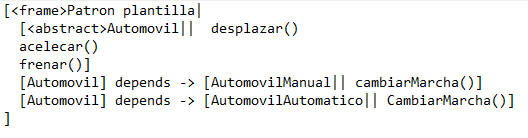 [<frame>Patron plantilla|
[<abstract>Automovil|| desplazar()
acelecar()
frenar()]
[Automovil] depends -> [AutomovilManual|| cambiarMarcha()]
[Automovil] depends -> [AutomovilAutomatico|| CambiarMarcha()]
]